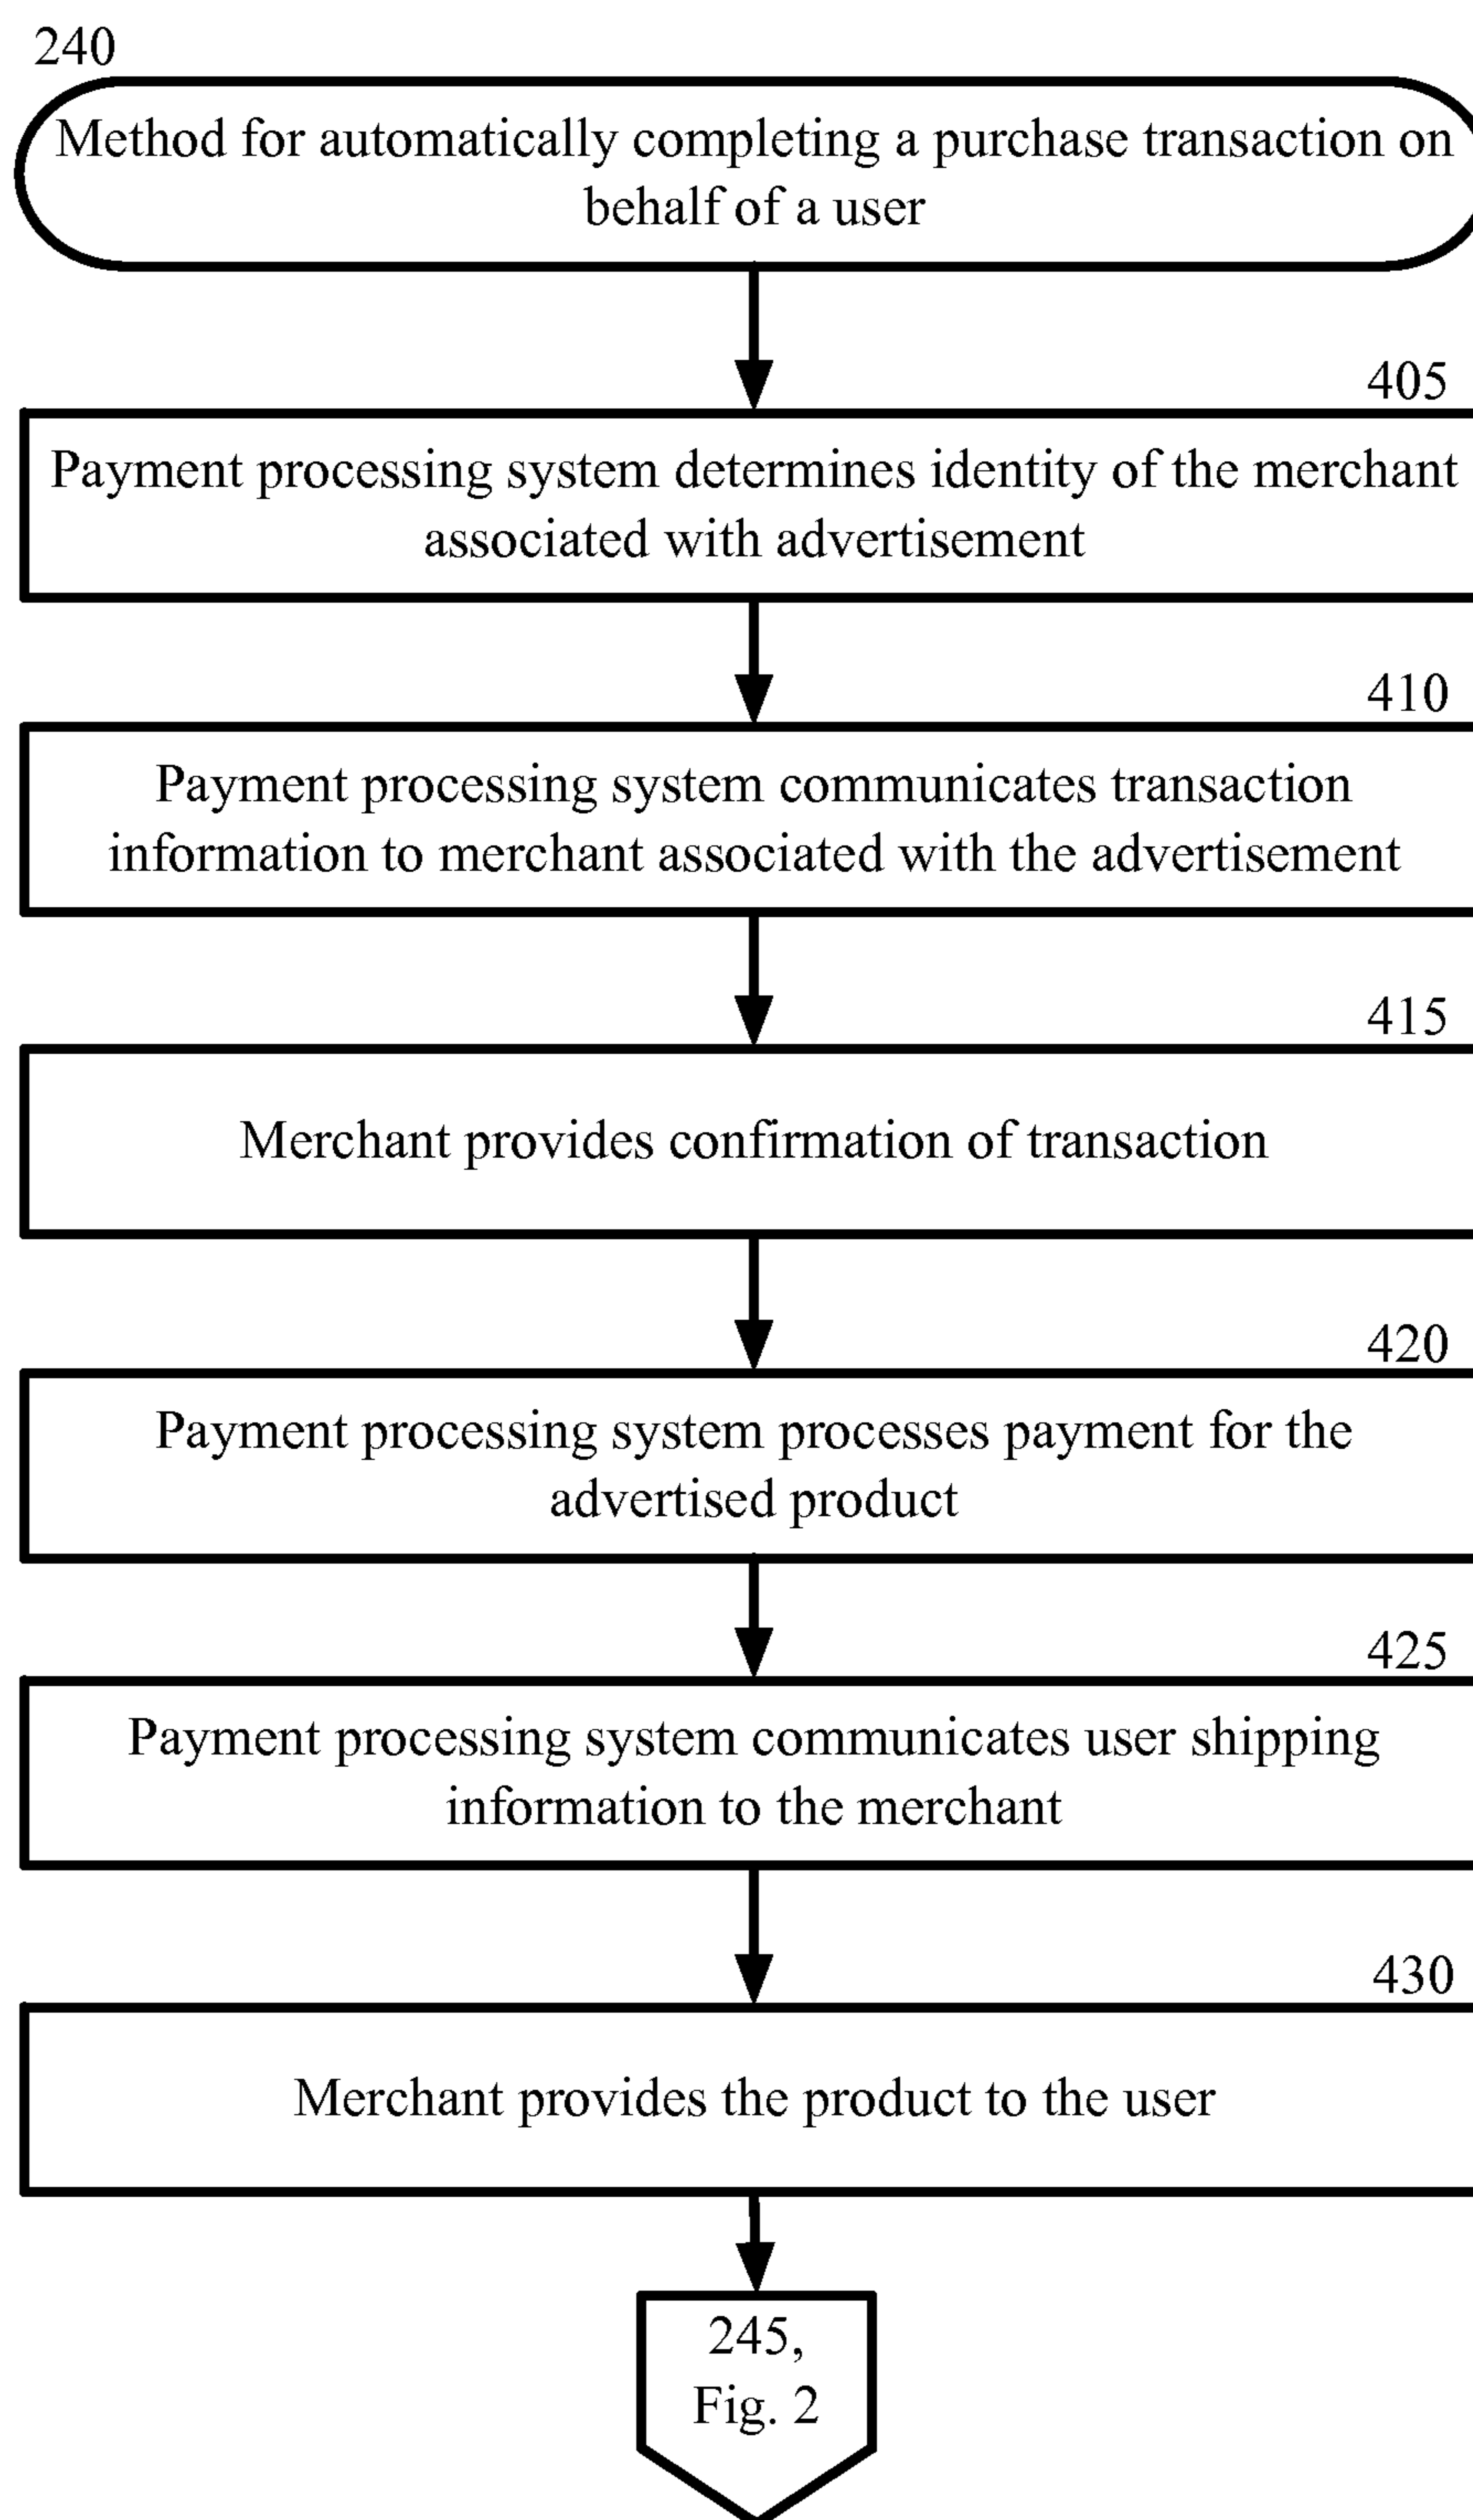 240
Method for automatically completing a purchase transaction on
behalf of a user
405
Payment processing system determines identity of the merchant
associated with advertisement
410
Payment processing system communicates transaction
information to merchant associated with the advertisement
415
Merchant provides confirmation of transaction
420
Payment processing system processes payment for the
advertised product
425
Payment processing system communicates user shipping
information to the merchant
430
Merchant provides the product to the user
245,
Fig. 2